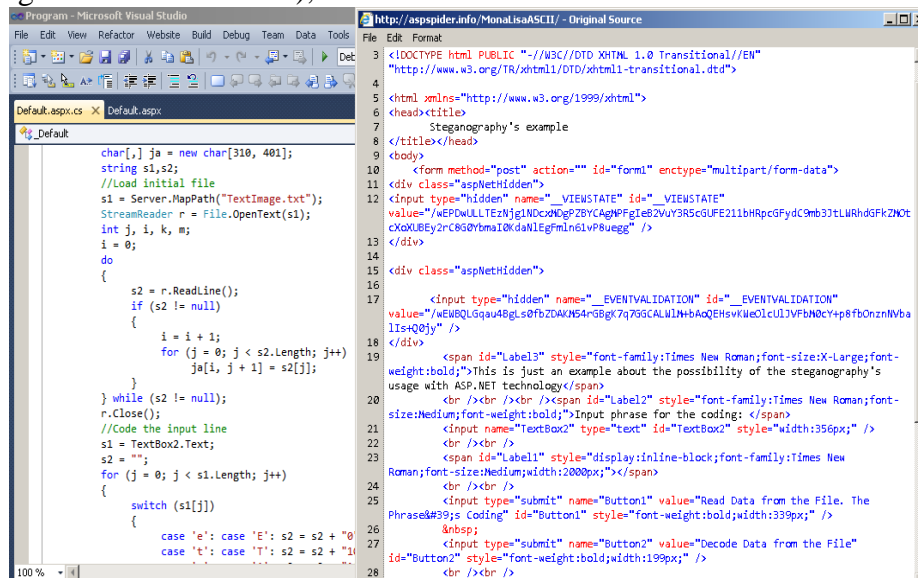 Program - Microsoft Visual Studio
File Edit View Refactor Website Build Debug Team Data Tools
Default.aspx.cs Default.aspx
_Default
char[,] ja = new char[310, 401];
string s1,s2;
//Load initial file
s1 = Server.MapPath("TextImage.txt");
StreamReader r = File.OpenText(s1);
int j, i, k, m;
i = 0;
do
{
s2 = r.ReadLine();
if (s2 != null)
{
i = i + 1;
for (j = 0; j < s2.Length; j++)
ja[i, j + 1] = s2[j];
}
} while (s2 != null);
r.Close();
//Code the input line
s1 = TextBox2.Text;
s2 = "";
for (j = 0; j < s1.Length; j++)
{
switch (s1[j])
{
case 'e': case 'E': s2 = s2 + "0
case 't': case 'T': s2 = s2 + "1
100 %
http://aspspider.info/MonaLisaASCII/ - Original Source
File Edit Format
3 <!DOCTYPE html PUBLIC "-//W3C//DTD XHTML 1.0 Transitional//EN"
"http://www.w3.org/TR/xhtml1/DTD/xhtml1-transitional.dtd">
4
5 <html xmlns="http://www.w3.org/1999/xhtml">
6 <head><title>
7 Steganography's example
8 </title></head>
9 <body>
10 <form method="post" action="" id="form1" enctype="multipart/form-data">
11 <div class="aspNetHidden">
12 <input type="hidden" name="__VIEWSTATE" id="__VIEWSTATE"
13 </div>
14
15 <div class="aspNetHidden">
16
17 <input type="hidden" name="__EVENTVALIDATION" id="__EVENTVALIDATION"
18 </div>
19 <span id="Label3" style="font-family:Times New Roman;font-size:X-Large;font-
weight:bold;">This is just an example about the possibility of the steganography's
usage with ASP.NET technology</span>
20 <br /><br /><br /><span id="Label2" style="font-family:Times New Roman;font-
size:Medium;font-weight:bold;">Input phrase for the coding: </span>
21 <input name="TextBox2" type="text" id="TextBox2" style="width:356px;" />
22 <br /><br />
23 <span id="Label1" style="display:inline-block;font-family:Times New
Roman;font-size:Medium;width:2000px;"></span>
24 <br /><br />
25 <input type="submit" name="Button1" value="Read Data from the File. The
Phrase&#39;s Coding" id="Button1" style="font-weight:bold;width:339px;" />
26 &nbsp;
27 <input type="submit" name="Button2" value="Decode Data from the File"
id="Button2" style="font-weight:bold;width:199px;" />
28 <br /><br />